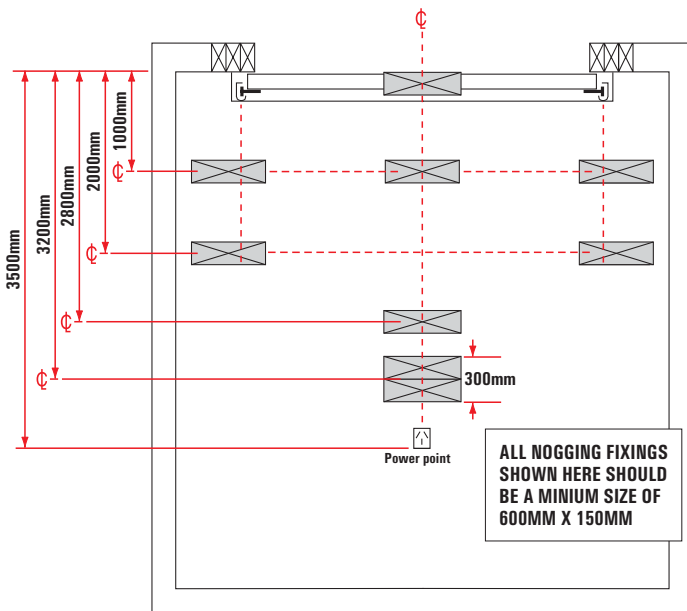 ℄
1000mm
2000mm
2800mm
3200mm
3500mm
℄
℄
℄
℄
300mm
Power point
ALL NOGGING FIXINGS
SHOWN HERE SHOULD
BE A MINIUM SIZE OF
600MM X 150MM